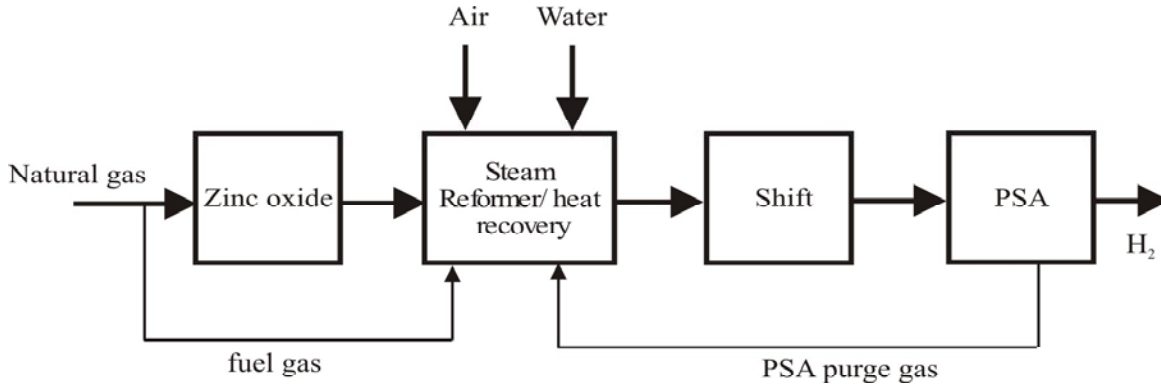 Air
Water
Natural gas
Zinc oxide
Steam
Reformer/ heat
recovery
Shift
PSA
H₂
fuel gas
PSA purge gas